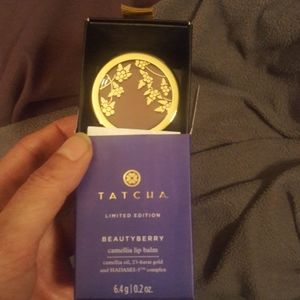 TATCHA
LIMITED EDITION
BEAUTYBERRY
camellia lip balm
camellia oil, 23-karat gold
and HADASEI-3™ complex
6.4 g | 0.2 oz.